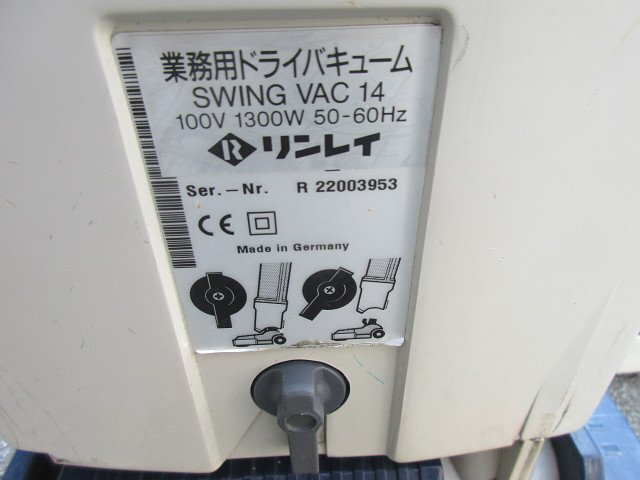 業務用ドライバキューム
SWING VAC 14
100V 1300W 50-60Hz
R リンレイ
Ser.-Nr. R 22003953
CE
Made in Germany